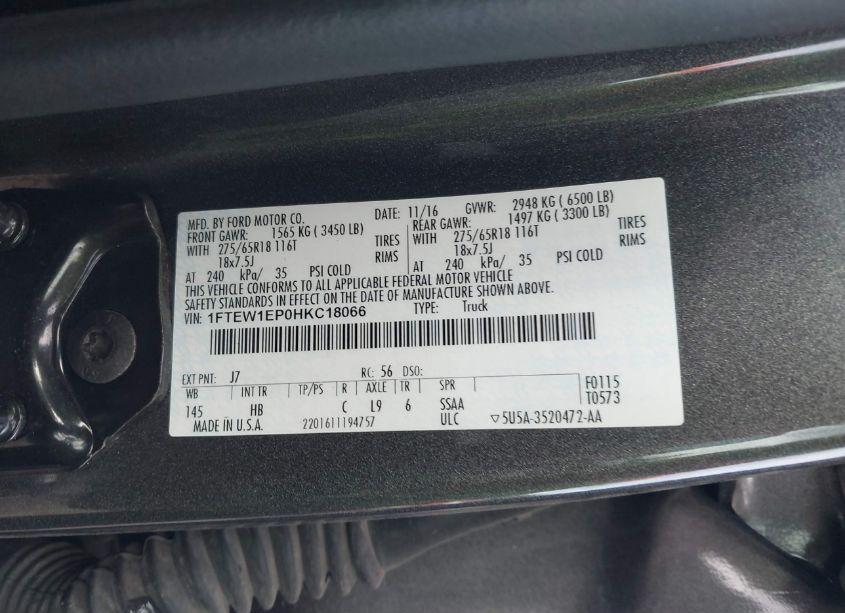 MFD. BY FORD MOTOR CO. DATE: 11/16 GVWR: 2948 KG ( 6500 LB)
FRONT GAWR: 1565 KG ( 3450 LB) REAR GAWR: 1497 KG ( 3300 LB)
WITH 275/65R18 116T TIRES WITH 275/65R18 116T TIRES
18x7.5J RIMS 18x7.5J RIMS
AT 240 kPa/ 35 PSI COLD AT 240 kPa/ 35 PSI COLD
THIS VEHICLE CONFORMS TO ALL APPLICABLE FEDERAL MOTOR VEHICLE
SAFETY STANDARDS IN EFFECT ON THE DATE OF MANUFACTURE SHOWN ABOVE.
VIN: 1FTEW1EP0HKC18066 TYPE: Truck
EXT PNT: J7 RC: 56 DSO:
WB INT TR TP/PS R AXLE TR SPR F0115
145 HB C L9 6 SSAA T0573
MADE IN U.S.A. 2201611194757 ULC ▽5U5A-3520472-AA